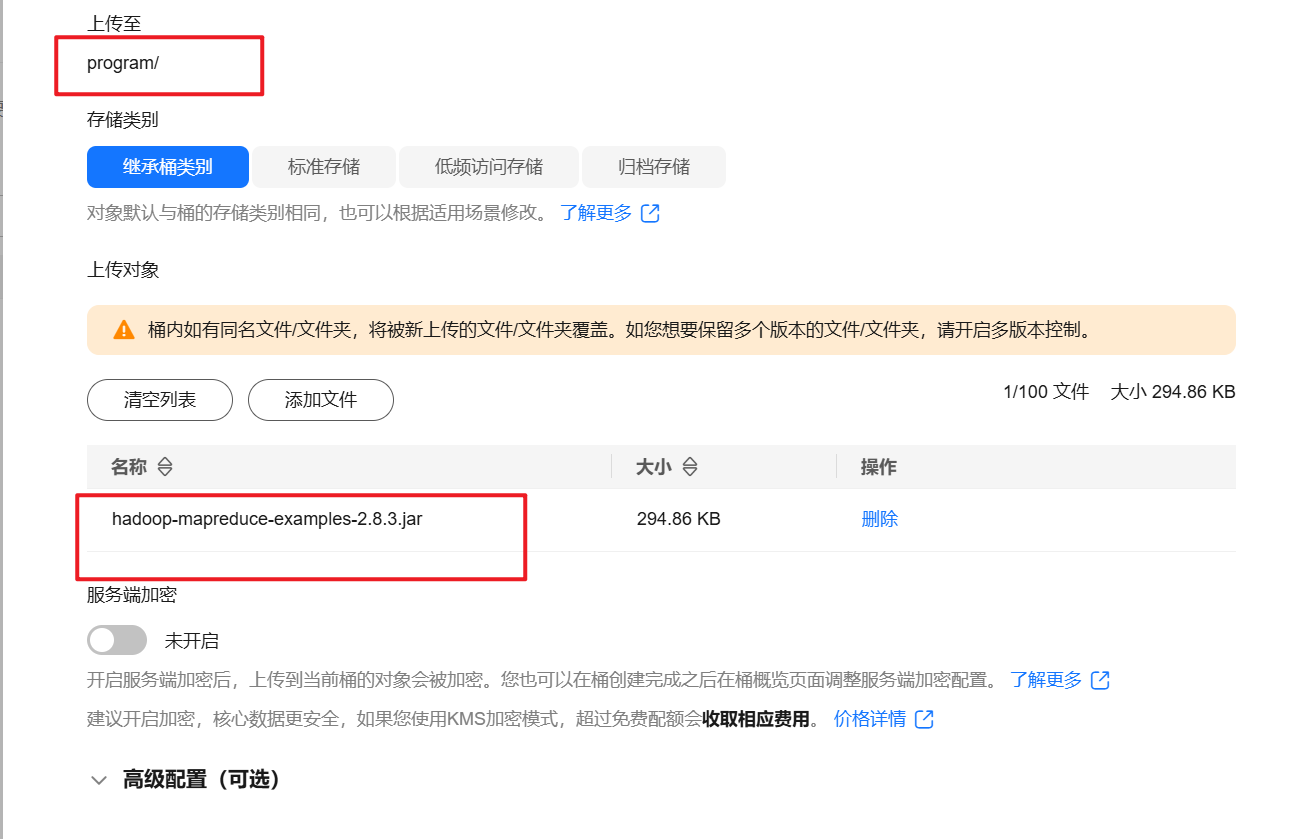 上传至
program/
存储类别
继承桶类别 标准存储 低频访问存储 归档存储
对象默认与桶的存储类别相同，也可以根据适用场景修改。 了解更多
上传对象
桶内如有同名文件/文件夹，将被新上传的文件/文件夹覆盖。如您想要保留多个版本的文件/文件夹，请开启多版本控制。
清空列表 添加文件 1/100 文件 大小 294.86 KB
名称 大小 操作
hadoop-mapreduce-examples-2.8.3.jar 294.86 KB 删除
服务端加密
未开启
开启服务端加密后，上传到当前桶的对象会被加密。您也可以在桶创建完成之后在桶概览页面调整服务端加密配置。 了解更多
建议开启加密，核心数据更安全，如果您使用KMS加密模式，超过免费配额会收取相应费用。 价格详情
高级配置（可选）